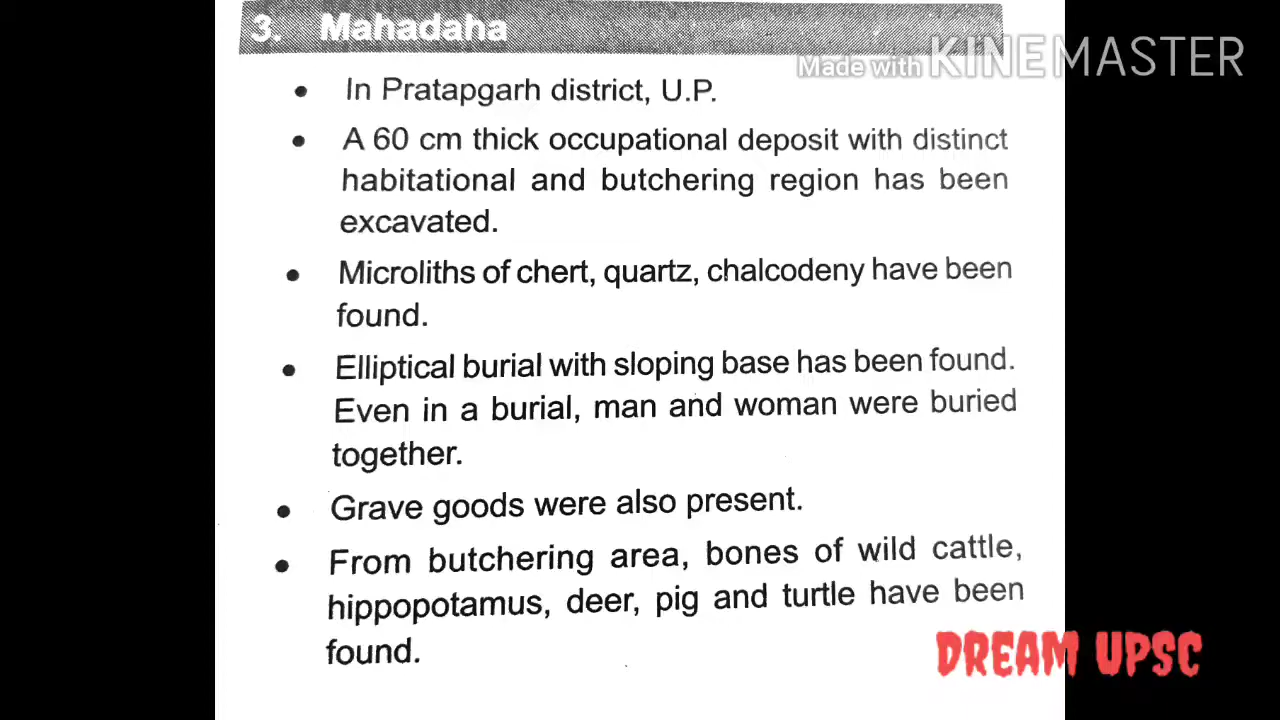 3. Mahadaha
Made with KINEMASTER
• In Pratapgarh district, U.P.
• A 60 cm thick occupational deposit with distinct
habitational and butchering region has been
excavated.
• Microliths of chert, quartz, chalcodeny have been
found.
• Elliptical burial with sloping base has been found.
Even in a burial, man and woman were buried
together.
• Grave goods were also present.
• From butchering area, bones of wild cattle,
hippopotamus, deer, pig and turtle have been
found.
DREAM UPSC